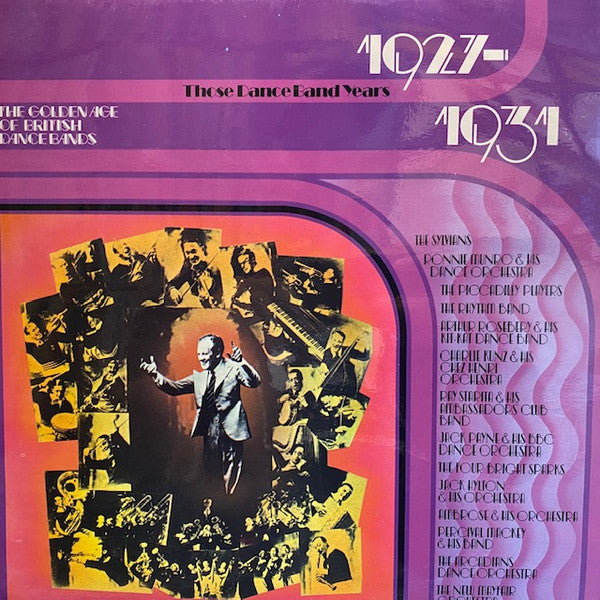 1927-
1931
Those Dance Band Years
THE GOLDEN AGE
OF BRITISH
DANCE BANDS
THE SYLVIANS
RONNIE MUNRO & HIS
DANCE ORCHESTRA
THE PICCADILLY PLAYERS
THE RHYTHM BAND
ARTHUR ROSEBERY & HIS
KIT-KAT DANCE BAND
CHARLIE KUNZ & HIS
CHEZ HENRI
ORCHESTRA
RAY STARITA & HIS
AMBASSADORS CLUB
BAND
JACK PAYNE & HIS BBC
DANCE ORCHESTRA
THE FOUR BRIGHT SPARKS
JACK HYLTON
& HIS ORCHESTRA
AMBROSE & HIS ORCHESTRA
PERCIVAL MACKEY
& HIS BAND
THE ARCADIANS
DANCE ORCHESTRA
THE NEW MAYFAIR
ORCHESTRA